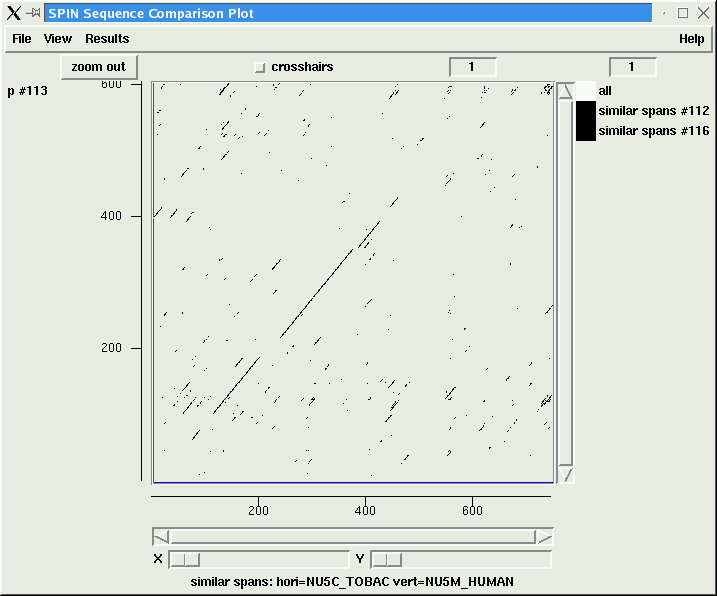 SPIN Sequence Comparison Plot
File View Results Help
zoom out crosshairs 1 1
p #113
all
similar spans #112
similar spans #116
600
400
200
200 400 600
X Y
similar spans: hori=NU5C_TOBAC vert=NU5M_HUMAN